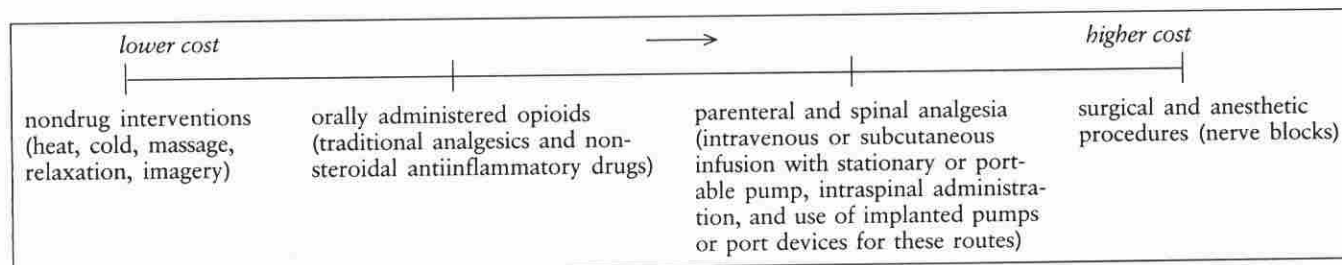 lower cost
higher cost
nondrug interventions
(heat, cold, massage,
relaxation, imagery)
orally administered opioids
(traditional analgesics and non-
steroidal antiinflammatory drugs)
parenteral and spinal analgesia
(intravenous or subcutaneous
infusion with stationary or port-
able pump, intraspinal administra-
tion, and use of implanted pumps
or port devices for these routes)
surgical and anesthetic
procedures (nerve blocks)